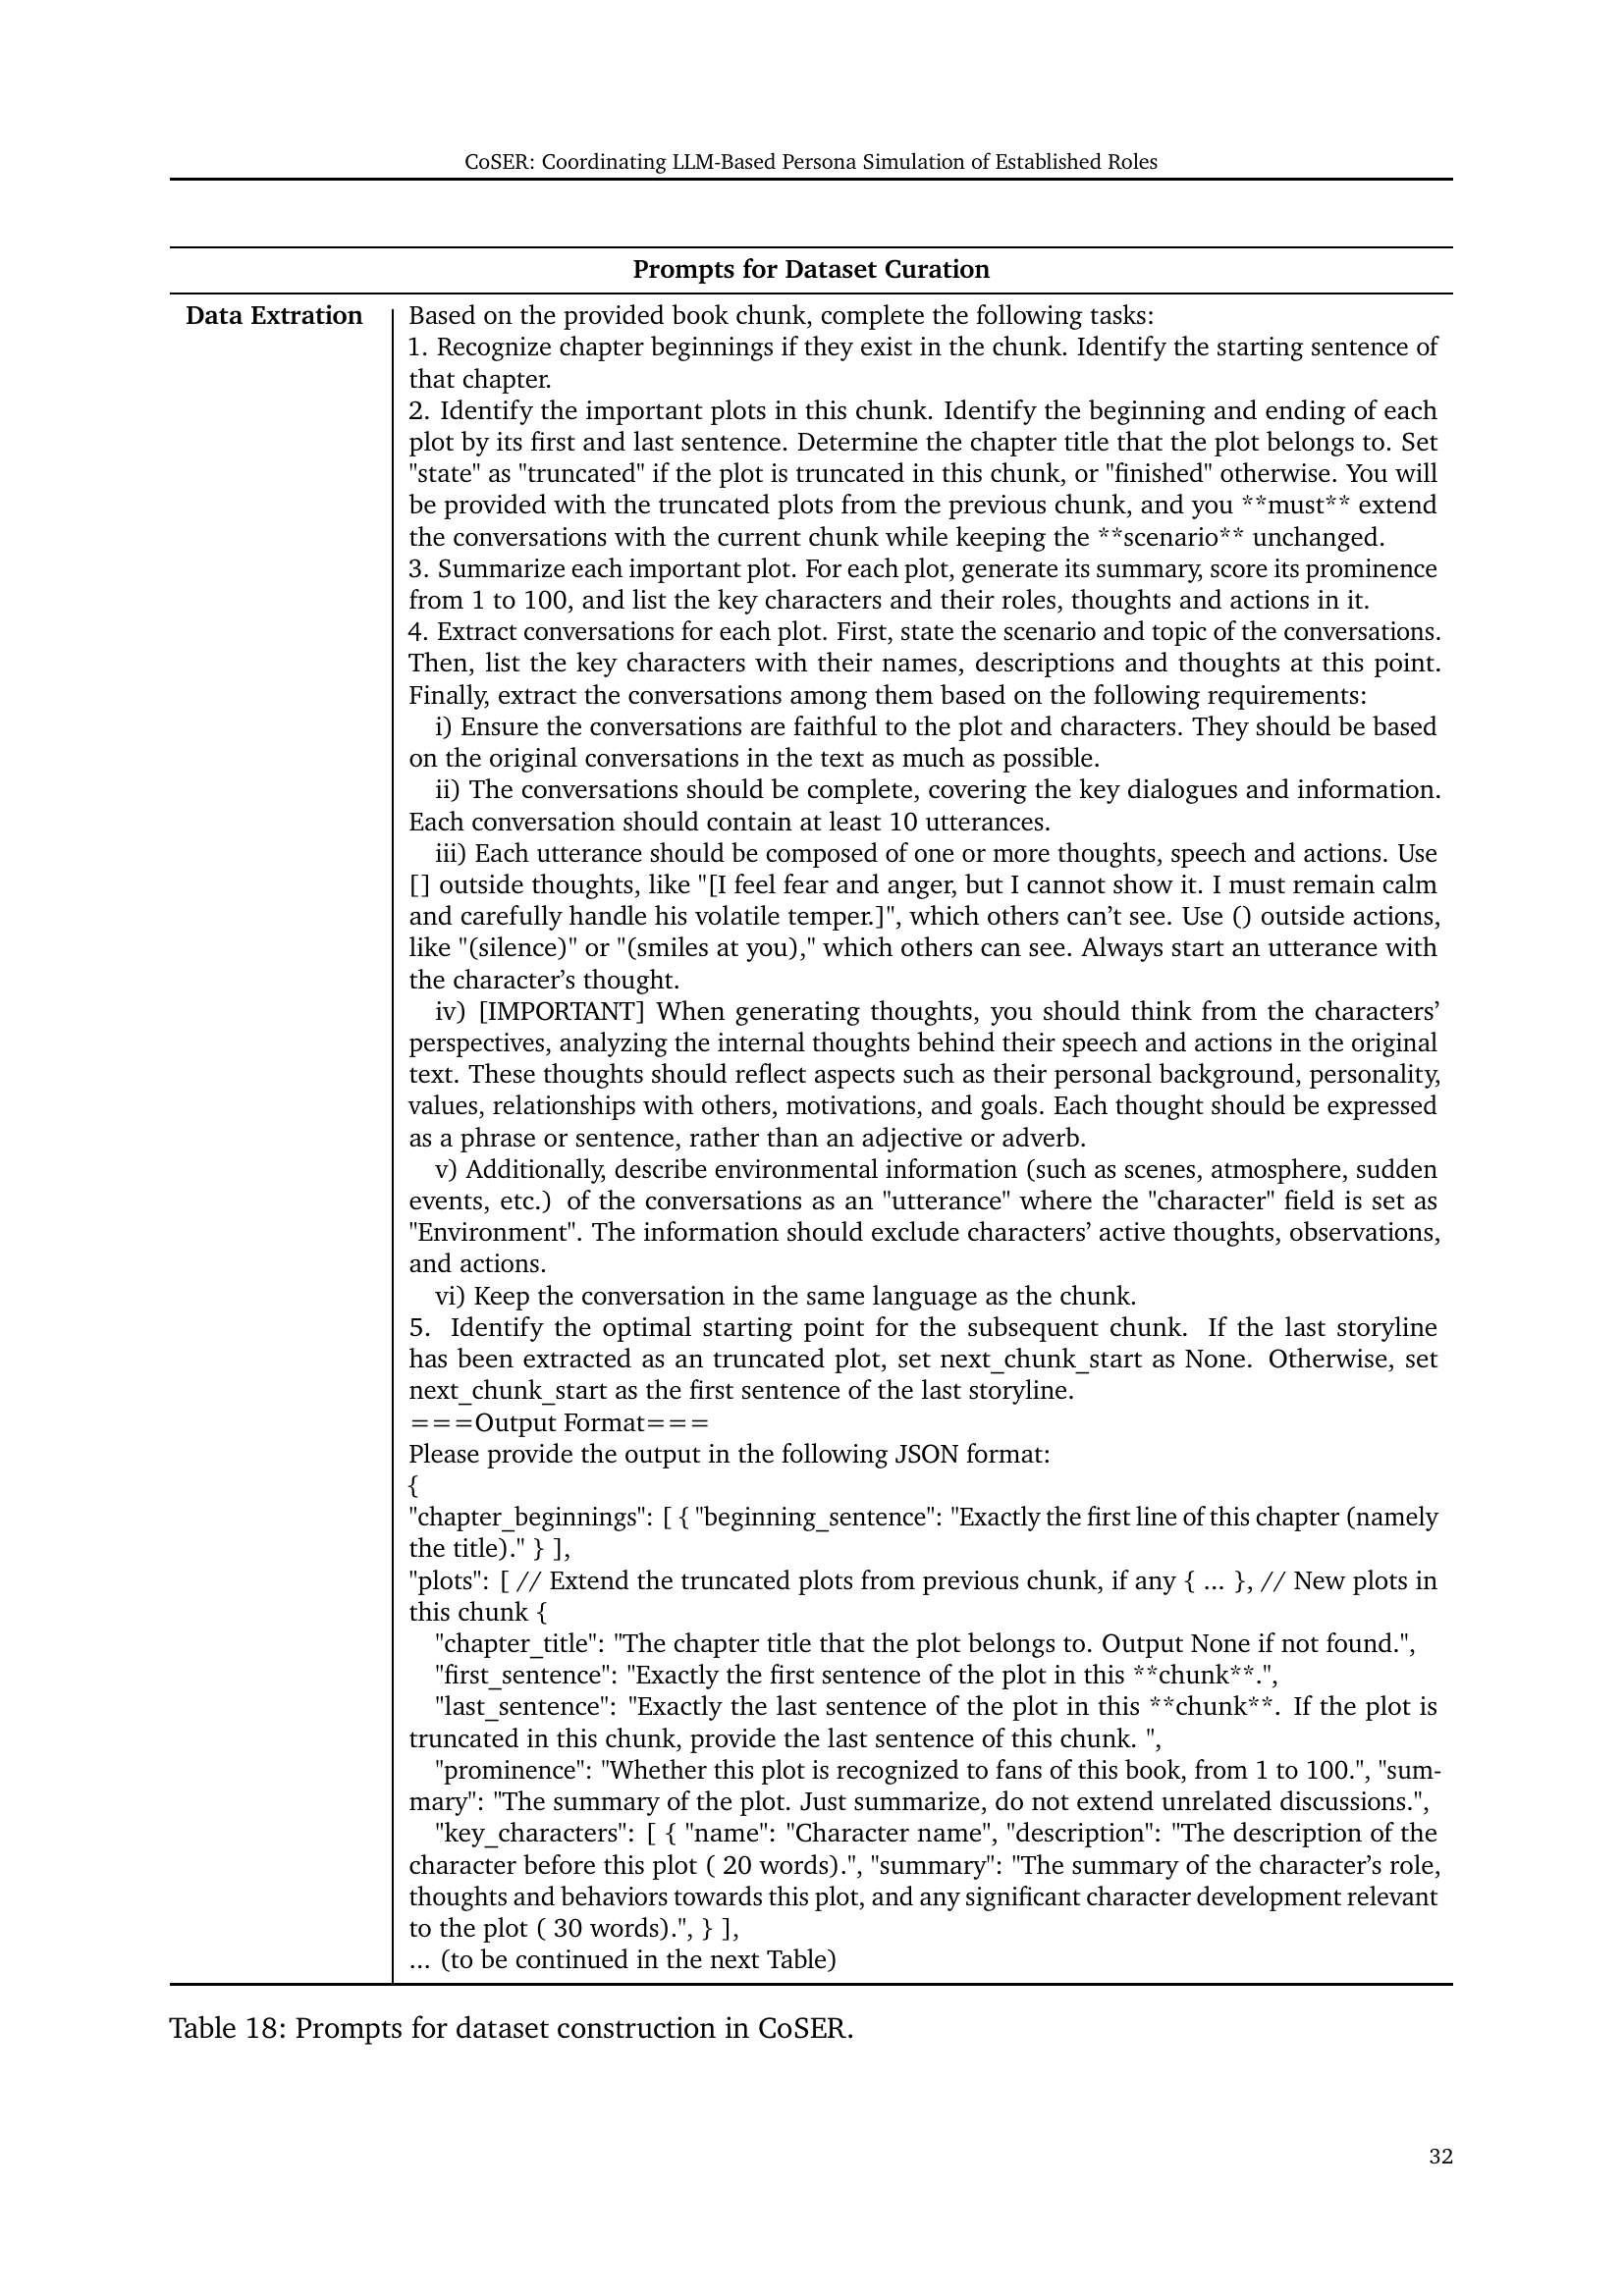 CoSER: Coordinating LLM-Based Persona Simulation of Established Roles
Prompts for Dataset Curation
Data Extration
Based on the provided book chunk, complete the following tasks:
1. Recognize chapter beginnings if they exist in the chunk. Identify the starting sentence of
that chapter.
2. Identify the important plots in this chunk. Identify the beginning and ending of each
plot by its first and last sentence. Determine the chapter title that the plot belongs to. Set
"state" as "truncated" if the plot is truncated in this chunk, or "finished" otherwise. You will
be provided with the truncated plots from the previous chunk, and you **must** extend
the conversations with the current chunk while keeping the **scenario** unchanged.
3. Summarize each important plot. For each plot, generate its summary, score its prominence
from 1 to 100, and list the key characters and their roles, thoughts and actions in it.
4. Extract conversations for each plot. First, state the scenario and topic of the conversations.
Then, list the key characters with their names, descriptions and thoughts at this point.
Finally, extract the conversations among them based on the following requirements:
i) Ensure the conversations are faithful to the plot and characters. They should be based
on the original conversations in the text as much as possible.
ii) The conversations should be complete, covering the key dialogues and information.
Each conversation should contain at least 10 utterances.
iii) Each utterance should be composed of one or more thoughts, speech and actions. Use
[] outside thoughts, like "[I feel fear and anger, but I cannot show it. I must remain calm
and carefully handle his volatile temper.]", which others can't see. Use () outside actions,
like "(silence)" or "(smiles at you)," which others can see. Always start an utterance with
the character's thought.
iv) [IMPORTANT] When generating thoughts, you should think from the characters'
perspectives, analyzing the internal thoughts behind their speech and actions in the original
text. These thoughts should reflect aspects such as their personal background, personality,
values, relationships with others, motivations, and goals. Each thought should be expressed
as a phrase or sentence, rather than an adjective or adverb.
v) Additionally, describe environmental information (such as scenes, atmosphere, sudden
events, etc.) of the conversations as an "utterance" where the "character" field is set as
"Environment". The information should exclude characters' active thoughts, observations,
and actions.
vi) Keep the conversation in the same language as the chunk.
5. Identify the optimal starting point for the subsequent chunk. If the last storyline
has been extracted as an truncated plot, set next_chunk_start as None. Otherwise, set
next_chunk_start as the first sentence of the last storyline.
===Output Format===
Please provide the output in the following JSON format:
{
"chapter_beginnings": [ { "beginning_sentence": "Exactly the first line of this chapter (namely
the title)." } ],
"plots": [ // Extend the truncated plots from previous chunk, if any { ... }, // New plots in
this chunk {
"chapter_title": "The chapter title that the plot belongs to. Output None if not found.",
"first_sentence": "Exactly the first sentence of the plot in this **chunk**.",
"last_sentence": "Exactly the last sentence of the plot in this **chunk**. If the plot is
truncated in this chunk, provide the last sentence of this chunk. ",
"prominence": "Whether this plot is recognized to fans of this book, from 1 to 100.", "sum-
mary": "The summary of the plot. Just summarize, do not extend unrelated discussions.",
"key_characters": [ { "name": "Character name", "description": "The description of the
character before this plot ( 20 words).", "summary": "The summary of the character's role,
thoughts and behaviors towards this plot, and any significant character development relevant
to the plot ( 30 words).", } ],
... (to be continued in the next Table)
Table 18: Prompts for dataset construction in CoSER.
32